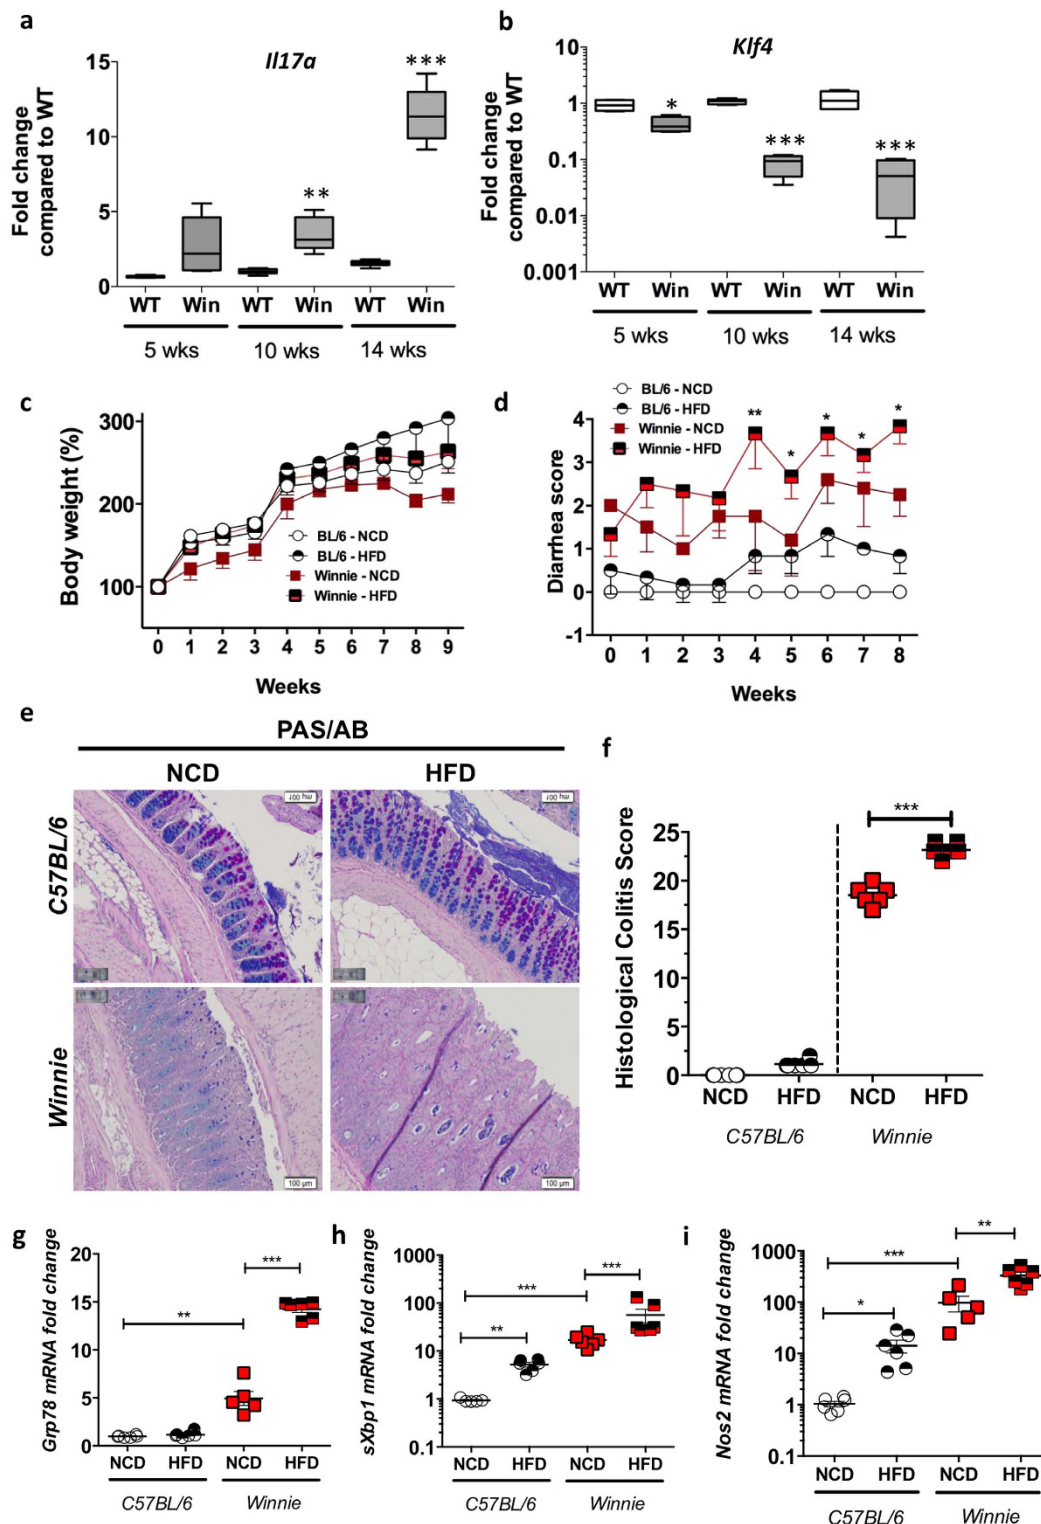 a
Il17a
Fold change
compared to WT
15
10
5
0
***
**
WT Win WT Win WT Win
5 wks 10 wks 14 wks
b
Klf4
Fold change
compared to WT
10
1
0.1
0.01
0.001
*
***
***
WT Win WT Win WT Win
5 wks 10 wks 14 wks
c
Body weight (%)
300
200
100
BL/6 - NCD
BL/6 - HFD
Winnie - NCD
Winnie - HFD
0 1 2 3 4 5 6 7 8 9
Weeks
d
BL/6 - NCD
BL/6 - HFD
Winnie - NCD
Winnie - HFD
Diarrhea score
4
3
2
1
0
-1
** * * * *
0 1 2 3 4 5 6 7 8
Weeks
e
PAS/AB
NCD HFD
C57BL/6
Winnie
100 µm
100 µm
100 µm
100 µm
f
Histological Colitis Score
25
20
15
10
5
0
***
NCD HFD NCD HFD
C57BL/6 Winnie
g
Grp78 mRNA fold change
20
15
10
5
0
**
***
NCD HFD NCD HFD
C57BL/6 Winnie
h
sXbp1 mRNA fold change
1000
100
10
1
0.1
**
***
***
NCD HFD NCD HFD
C57BL/6 Winnie
i
Nos2 mRNA fold change
1000
100
10
1
0.1
*
***
**
NCD HFD NCD HFD
C57BL/6 Winnie